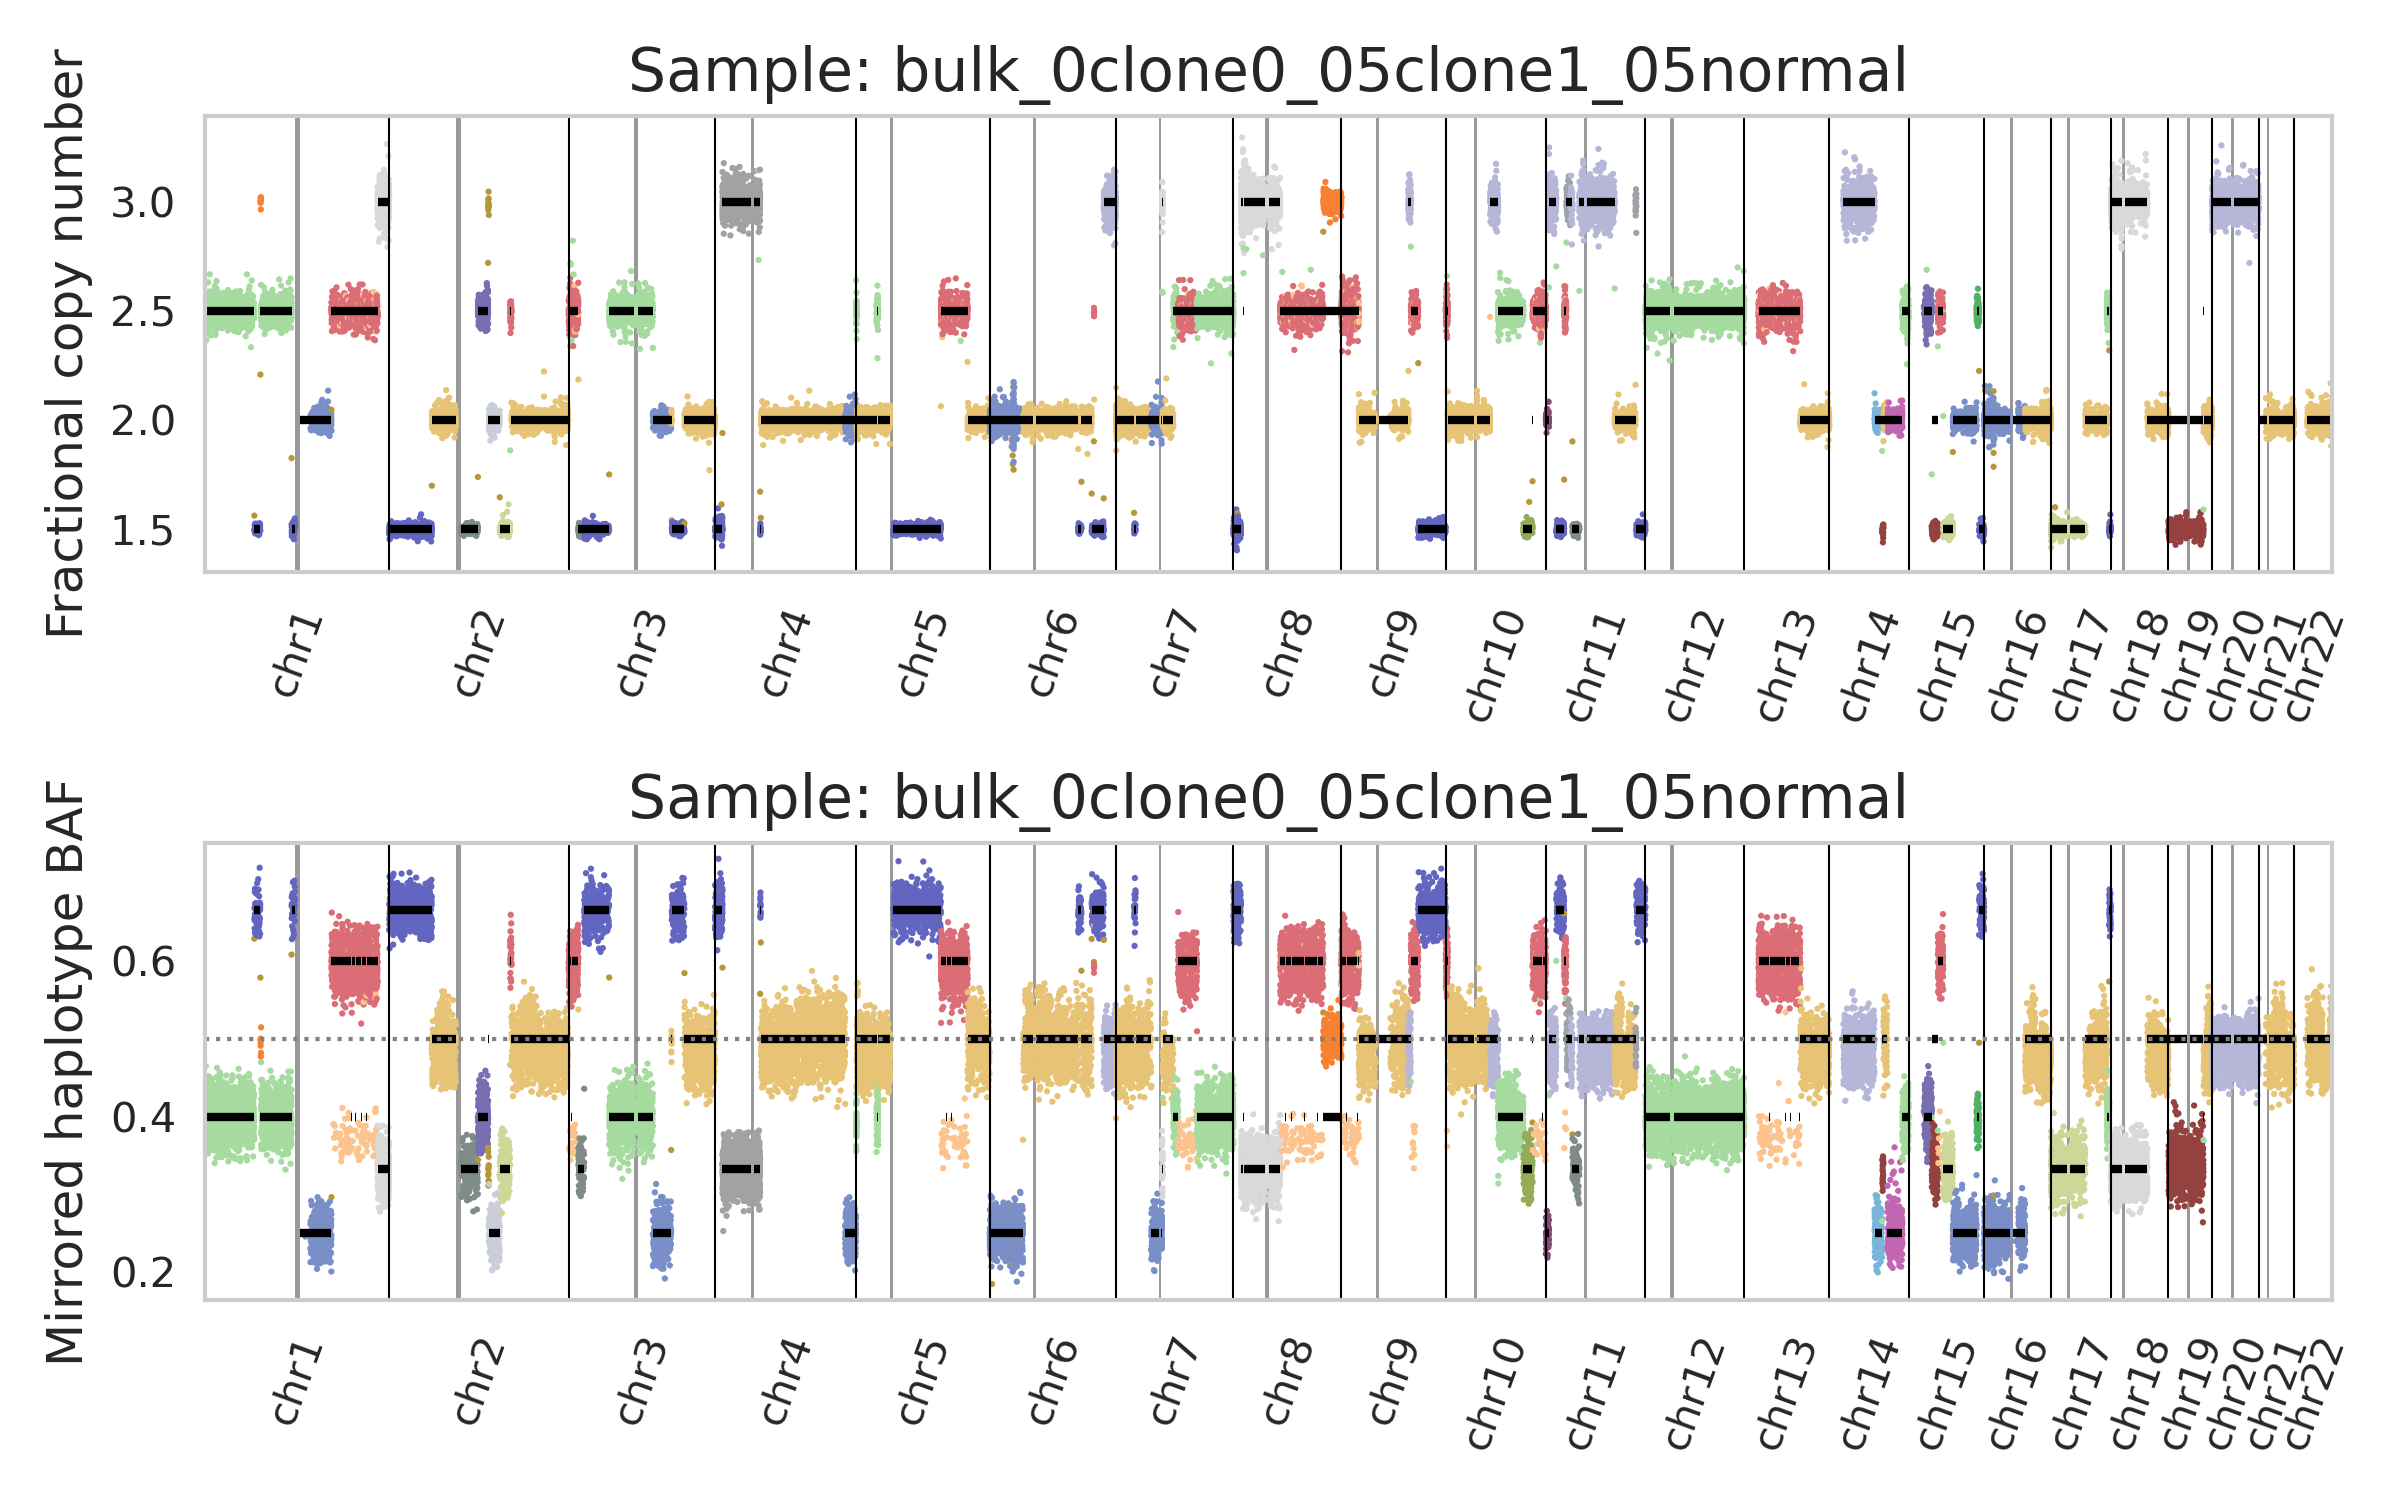 Sample: bulk_0clone0_05clone1_05normal
Fractional copy number
3.0
2.5
2.0
1.5
chr1 chr2 chr3 chr4 chr5 chr6 chr7 chr8 chr9 chr10 chr11 chr12 chr13 chr14 chr15 chr16 chr17 chr18 chr19 chr20 chr21 chr22
Sample: bulk_0clone0_05clone1_05normal
Mirrored haplotype BAF
0.6
0.4
0.2
chr1 chr2 chr3 chr4 chr5 chr6 chr7 chr8 chr9 chr10 chr11 chr12 chr13 chr14 chr15 chr16 chr17 chr18 chr19 chr20 chr21 chr22